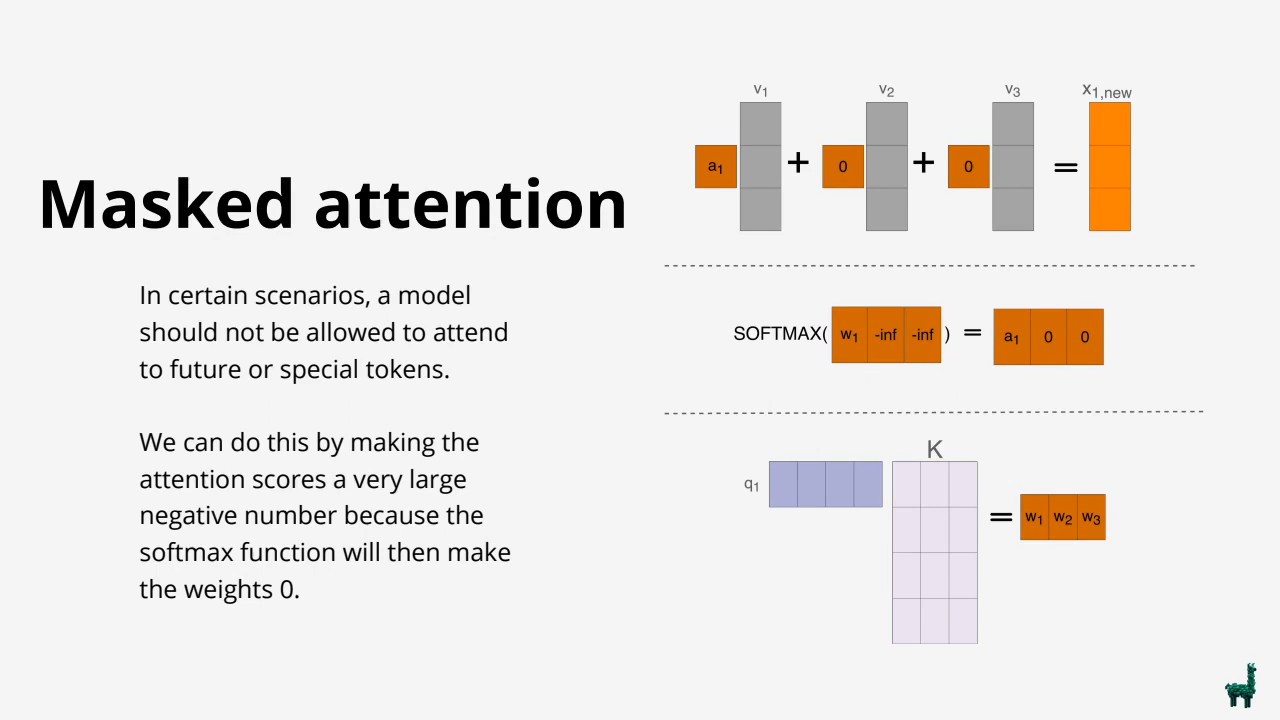 Masked attention
In certain scenarios, a model
should not be allowed to attend
to future or special tokens.
We can do this by making the
attention scores a very large
negative number because the
softmax function will then make
the weights 0.
v1 v2 v3 x1,new
a1 + 0 + 0 =
SOFTMAX( w1 -inf -inf ) = a1 0 0
K
q1 = w1 w2 w3